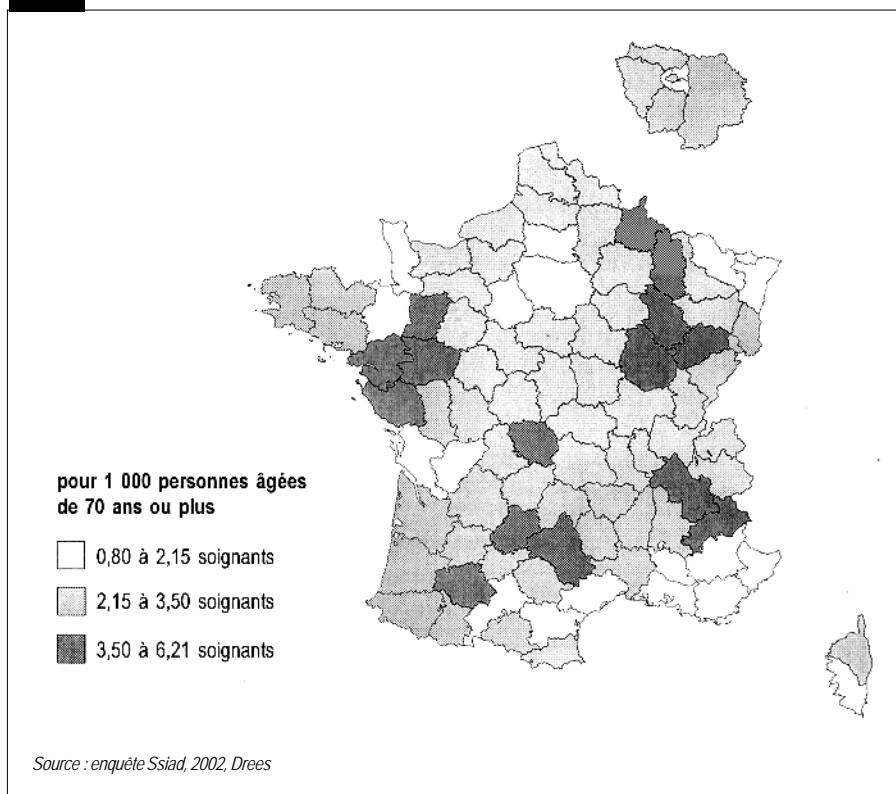 pour 1 000 personnes âgées
de 70 ans ou plus
0,80 à 2,15 soignants
2,15 à 3,50 soignants
3,50 à 6,21 soignants
Source : enquête Ssiad, 2002, Drees